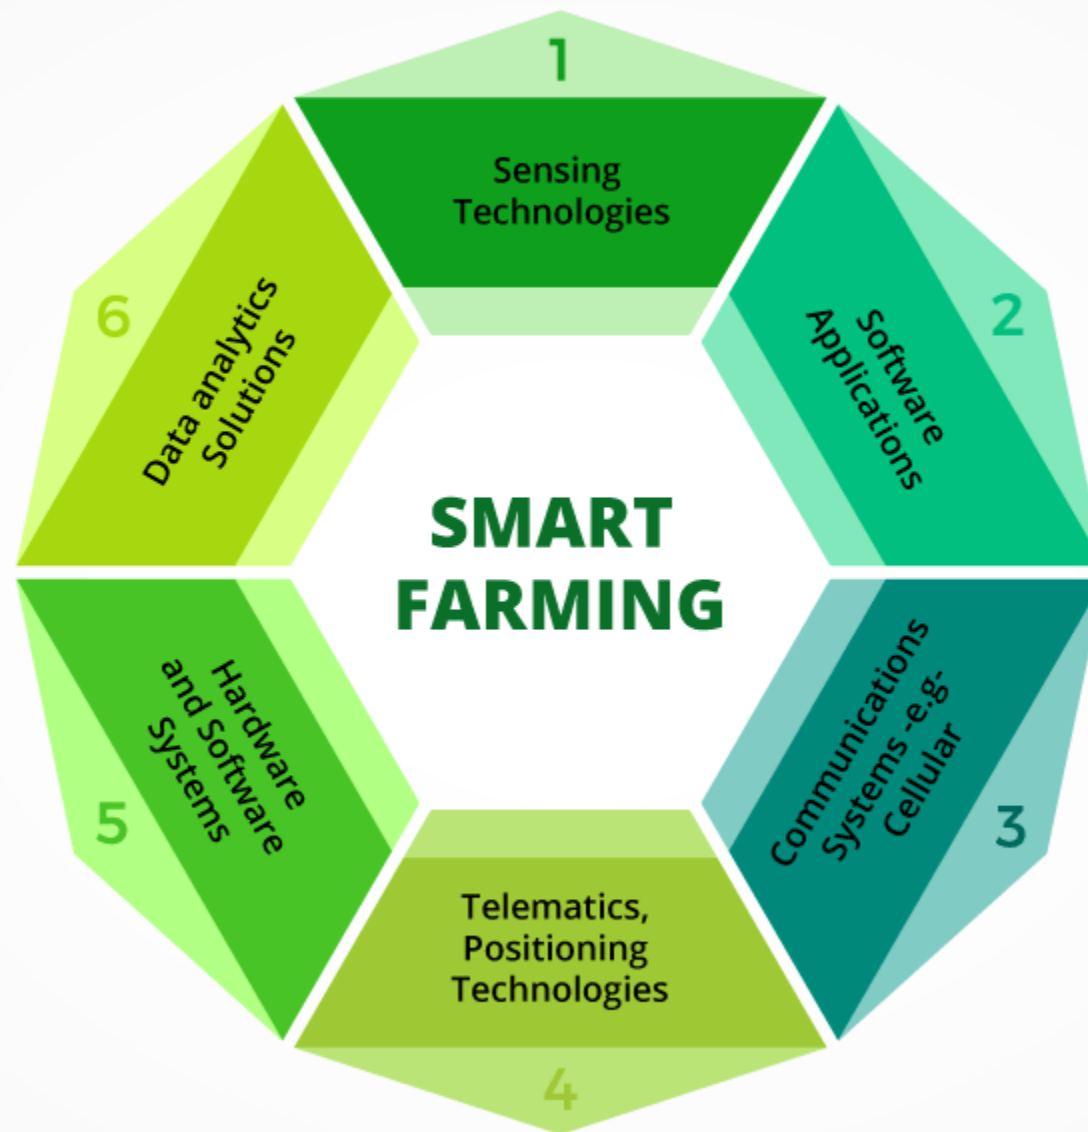 1
Sensing
Technologies
2
Software
Applications
3
Communications
Systems -e.g-
Cellular
4
Telematics,
Positioning
Technologies
5
Hardware
and Software
Systems
6
Data analytics
Solutions
SMART
FARMING